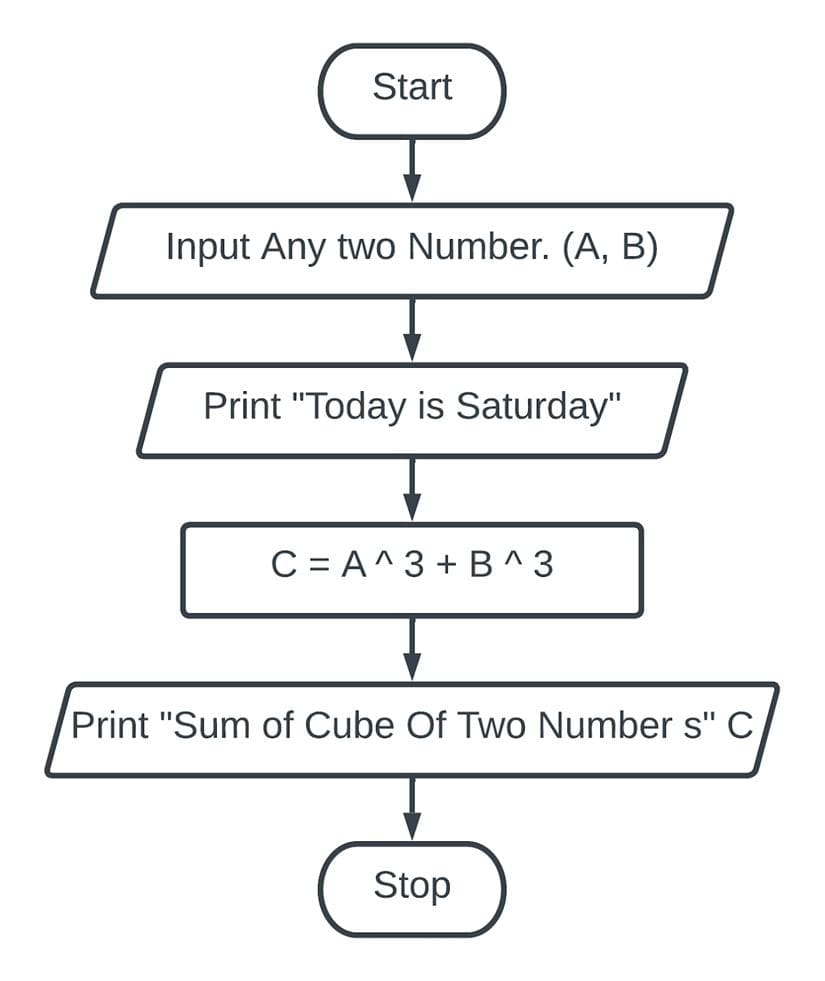 Start
Input Any two Number. (A, B)
Print "Today is Saturday"
C = A ^ 3 + B ^ 3
Print "Sum of Cube Of Two Number s" C
Stop